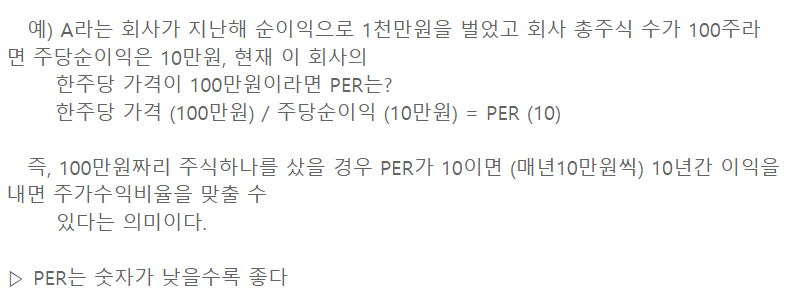 예) A라는 회사가 지난해 순이익으로 1천만원을 벌었고 회사 총주식 수가 100주라
면 주당순이익은 10만원, 현재 이 회사의
한주당 가격이 100만원이라면 PER는?
한주당 가격 (100만원) / 주당순이익 (10만원) = PER (10)
즉, 100만원짜리 주식하나를 샀을 경우 PER가 10이면 (매년10만원씩) 10년간 이익을
내면 주가수익비율을 맞출 수
있다는 의미이다.
▷ PER는 숫자가 낮을수록 좋다